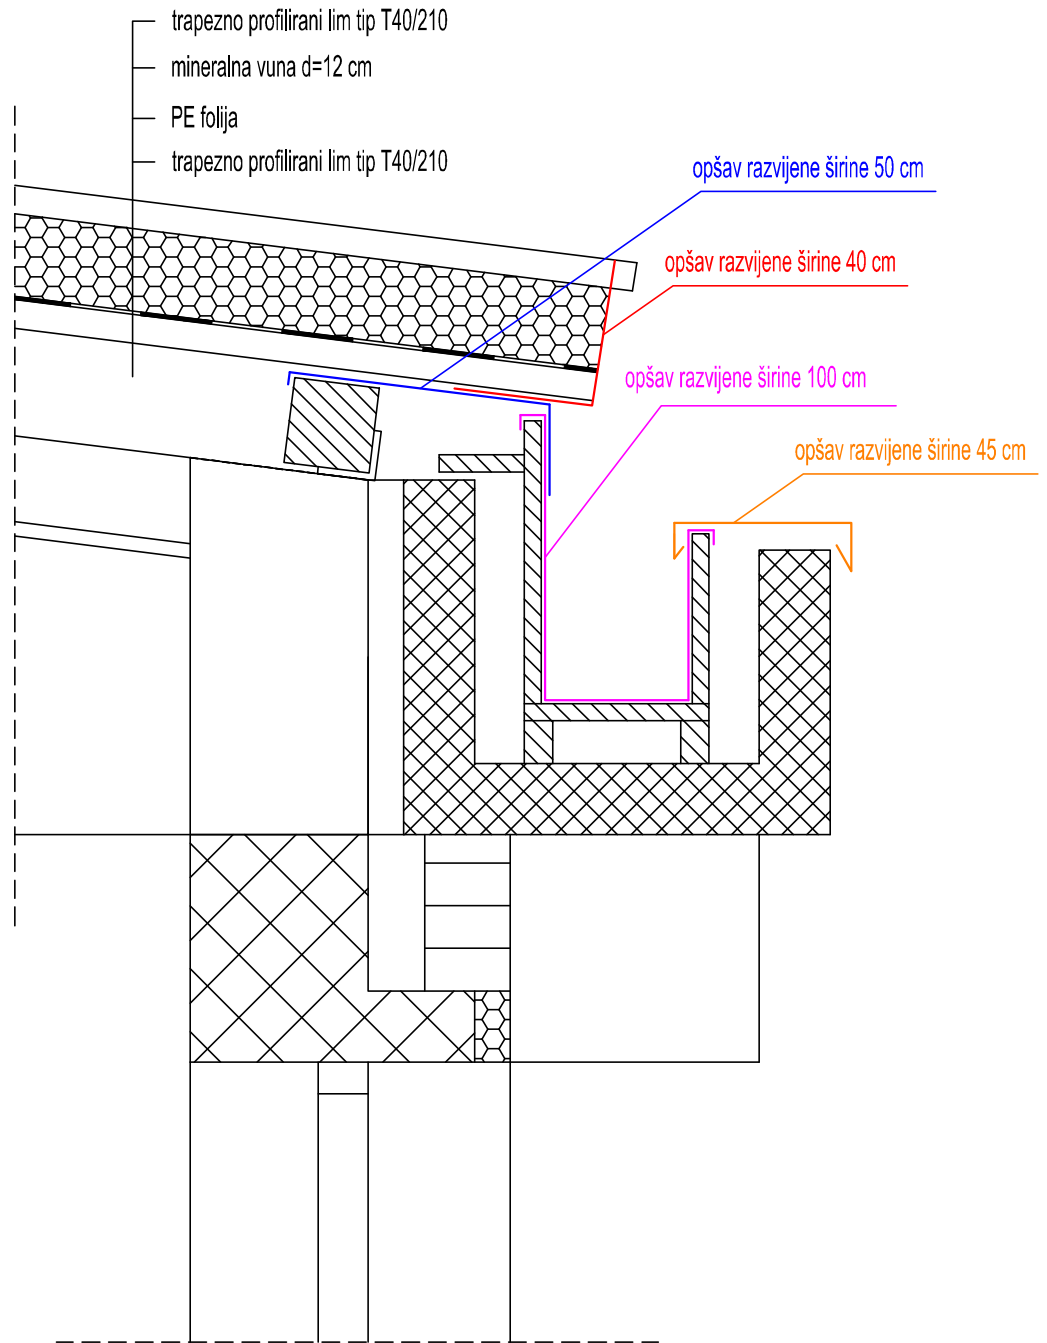 trapezno profilirani lim tip T40/210
mineralna vuna d=12 cm
PE folija
trapezno profilirani lim tip T40/210
opšav razvijene širine 50 cm
opšav razvijene širine 40 cm
opšav razvijene širine 100 cm
opšav razvijene širine 45 cm